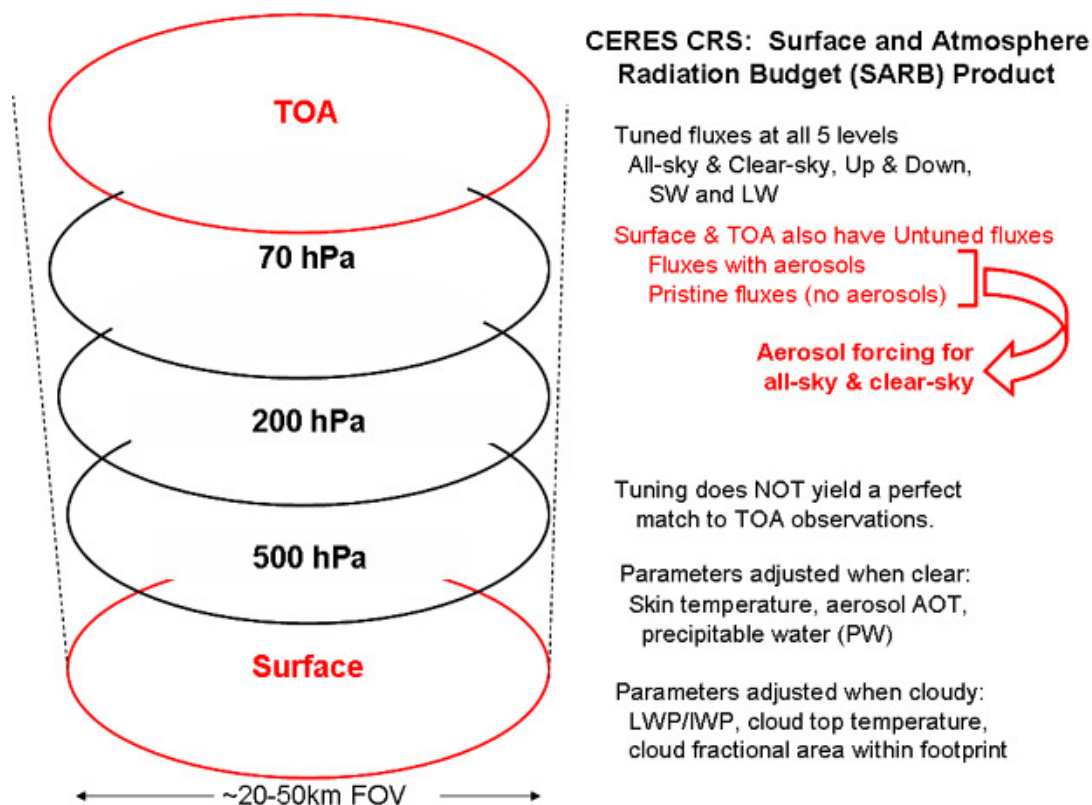 TOA
70 hPa
200 hPa
500 hPa
Surface
~20-50km FOV
CERES CRS: Surface and Atmosphere
Radiation Budget (SARB) Product
Tuned fluxes at all 5 levels
All-sky & Clear-sky, Up & Down,
SW and LW
Surface & TOA also have Untuned fluxes
Fluxes with aerosols
Pristine fluxes (no aerosols)
Aerosol forcing for
all-sky & clear-sky
Tuning does NOT yield a perfect
match to TOA observations.
Parameters adjusted when clear:
Skin temperature, aerosol AOT,
precipitable water (PW)
Parameters adjusted when cloudy:
LWP/IWP, cloud top temperature,
cloud fractional area within footprint